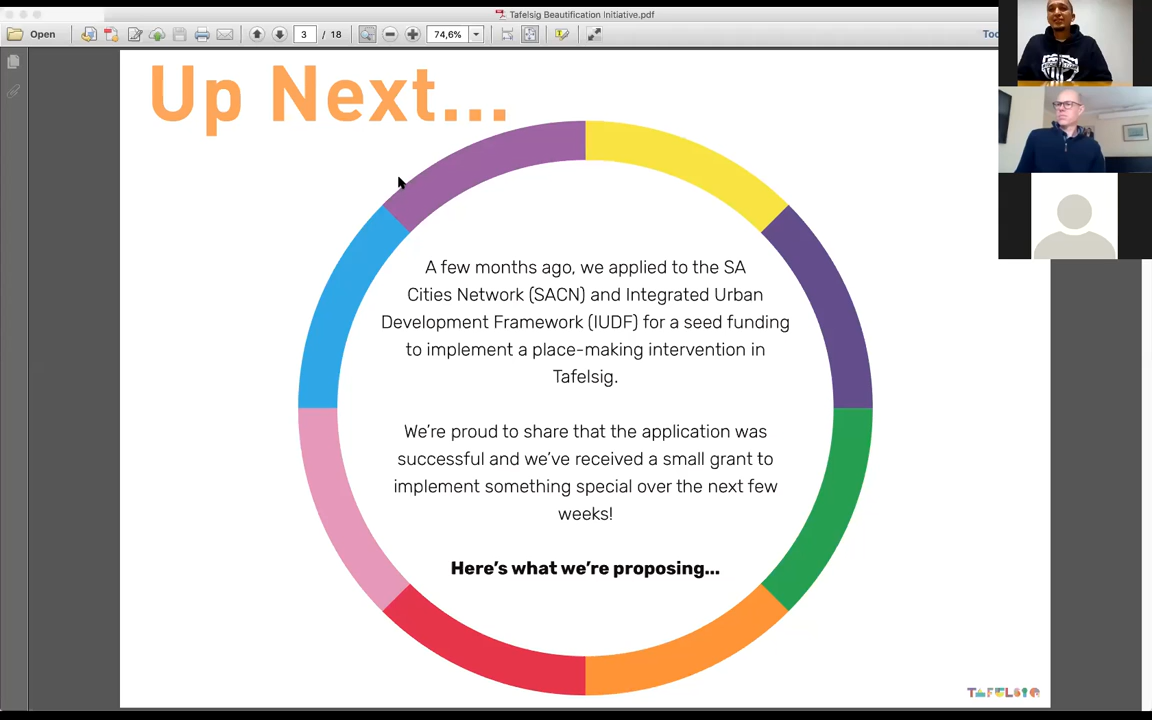 Tafelsig Beautification Initiative.pdf
Open
3 / 18
74,6%
Too
Up Next...
A few months ago, we applied to the SA
Cities Network (SACN) and Integrated Urban
Development Framework (IUDF) for a seed funding
to implement a place-making intervention in
Tafelsig.
We're proud to share that the application was
successful and we've received a small grant to
implement something special over the next few
weeks!
Here's what we're proposing...
TAFELSIG